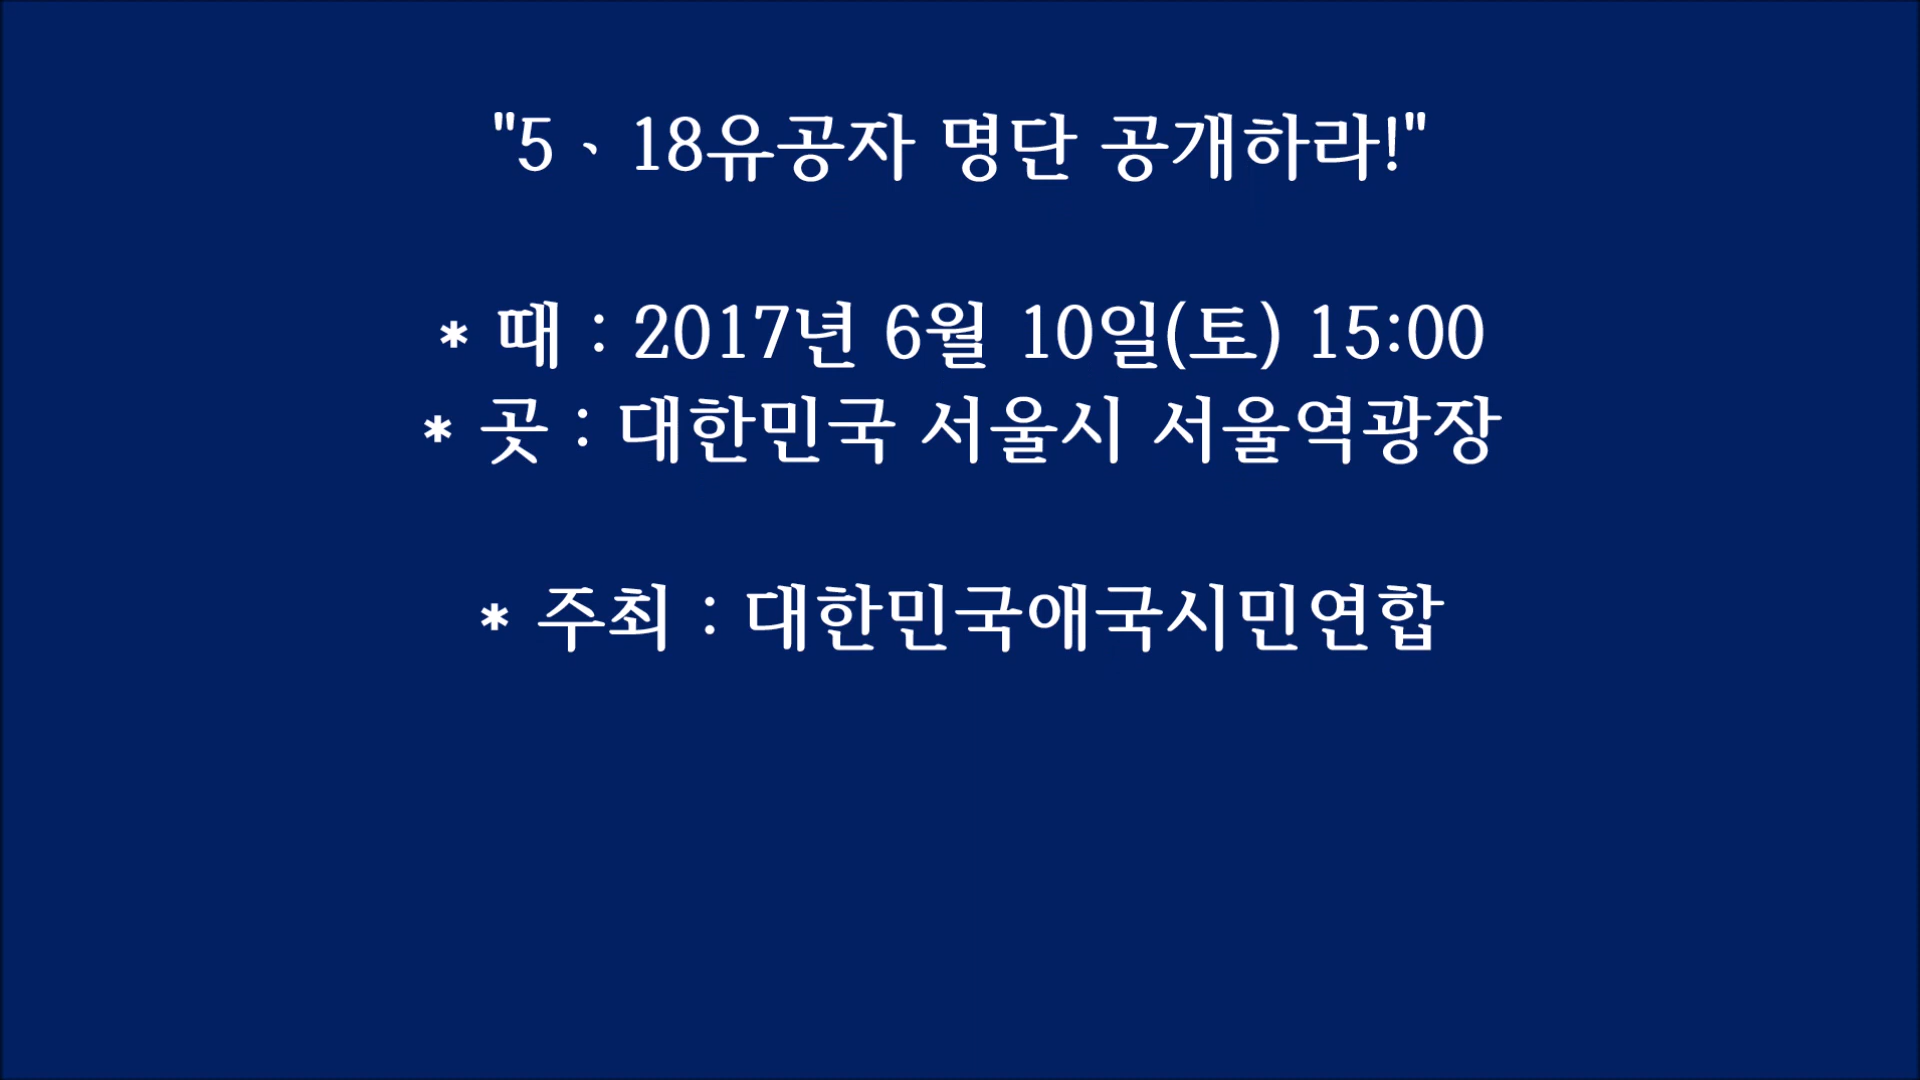 "5、18유공자 명단 공개하라!"
* 때 : 2017년 6월 10일(토) 15:00
* 곳 : 대한민국 서울시 서울역광장
* 주최 : 대한민국애국시민연합